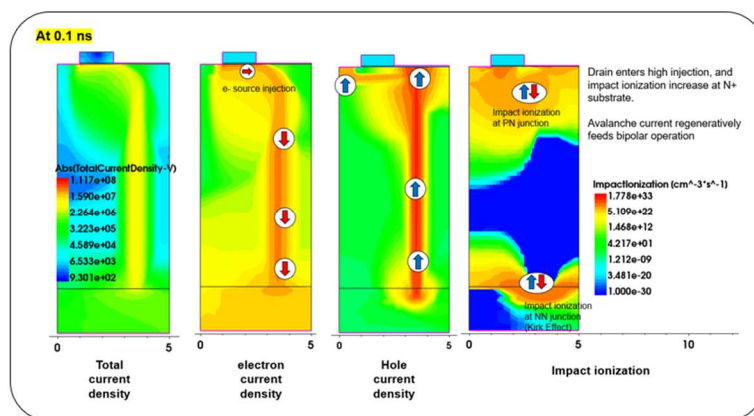 At 0.1 ns
e- source injection
Impact ionization
at PN junction
Drain enters high injection, and
impact ionization increase at N+
substrate.
Avalanche current regeneratively
feeds bipolar operation
Abs(TotalCurrentDensity-V)
1.117e+08
1.590e+07
2.264e+06
3.223e+05
4.589e+04
6.533e+03
9.301e+02
ImpactIonization (cm^-3*s^-1)
1.778e+33
5.109e+22
1.468e+12
4.217e+01
1.212e-09
3.481e-20
1.000e-30
Impact ionization
at NN junction
(Kirk Effect)
0 5
0 5
0 5
0 5 10
Total
current
density
electron
current
density
Hole
current
density
Impact ionization